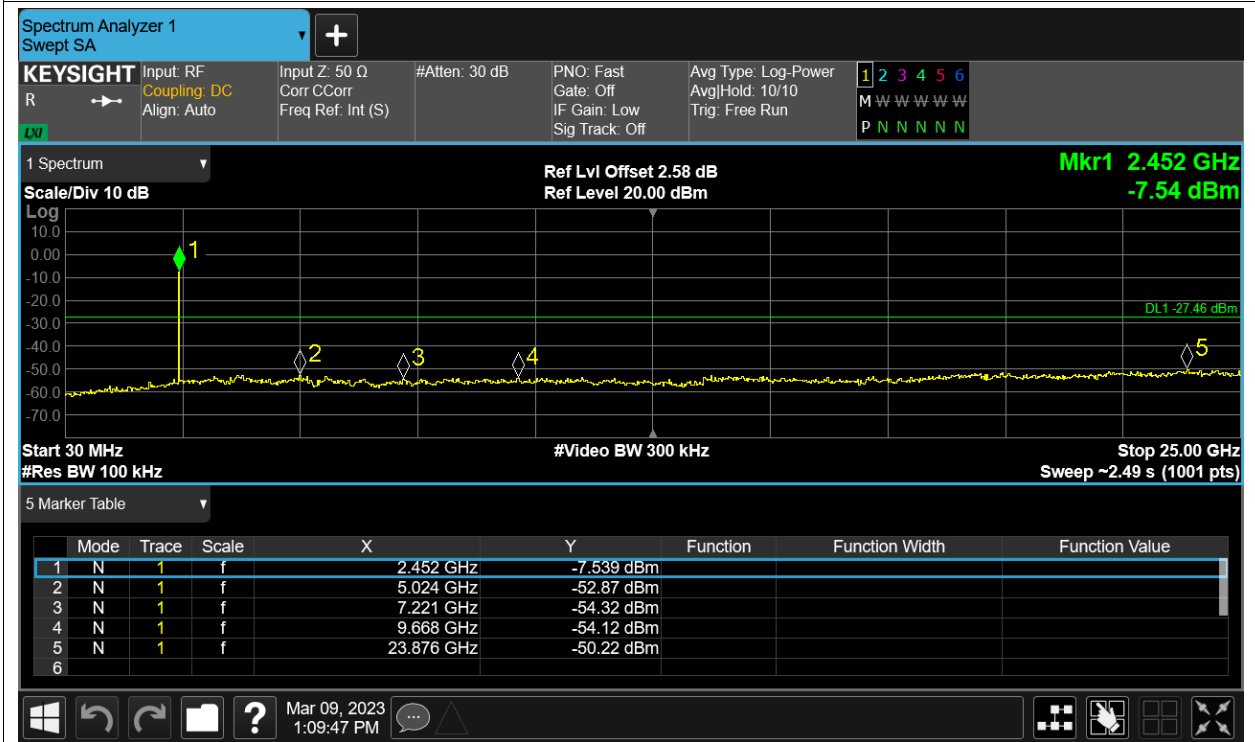 Spectrum Analyzer 1
Swept SA
+
KEYSIGHT Input: RF Input Z: 50 Ω #Atten: 30 dB PNO: Fast Avg Type: Log-Power 1 2 3 4 5 6
R Coupling: DC Corr CCorr Gate: Off Avg|Hold: 10/10 M W W W W W
Align: Auto Freq Ref: Int (S) IF Gain: Low Trig: Free Run
LXI Sig Track: Off P N N N N N
1 Spectrum Ref Lvl Offset 2.58 dB Mkr1 2.452 GHz
Scale/Div 10 dB Ref Level 20.00 dBm -7.54 dBm
Log
10.0
0.00 1
-10.0
-20.0
DL1 -27.46 dBm
-30.0
-40.0 2 3 4 5
-50.0
-60.0
-70.0
Start 30 MHz #Video BW 300 kHz Stop 25.00 GHz
#Res BW 100 kHz Sweep ~2.49 s (1001 pts)
5 Marker Table
Mode Trace Scale X Y Function Function Width Function Value
1 N 1 f 2.452 GHz -7.539 dBm
2 N 1 f 5.024 GHz -52.87 dBm
3 N 1 f 7.221 GHz -54.32 dBm
4 N 1 f 9.668 GHz -54.12 dBm
5 N 1 f 23.876 GHz -50.22 dBm
6
? Mar 09, 2023
1:09:47 PM